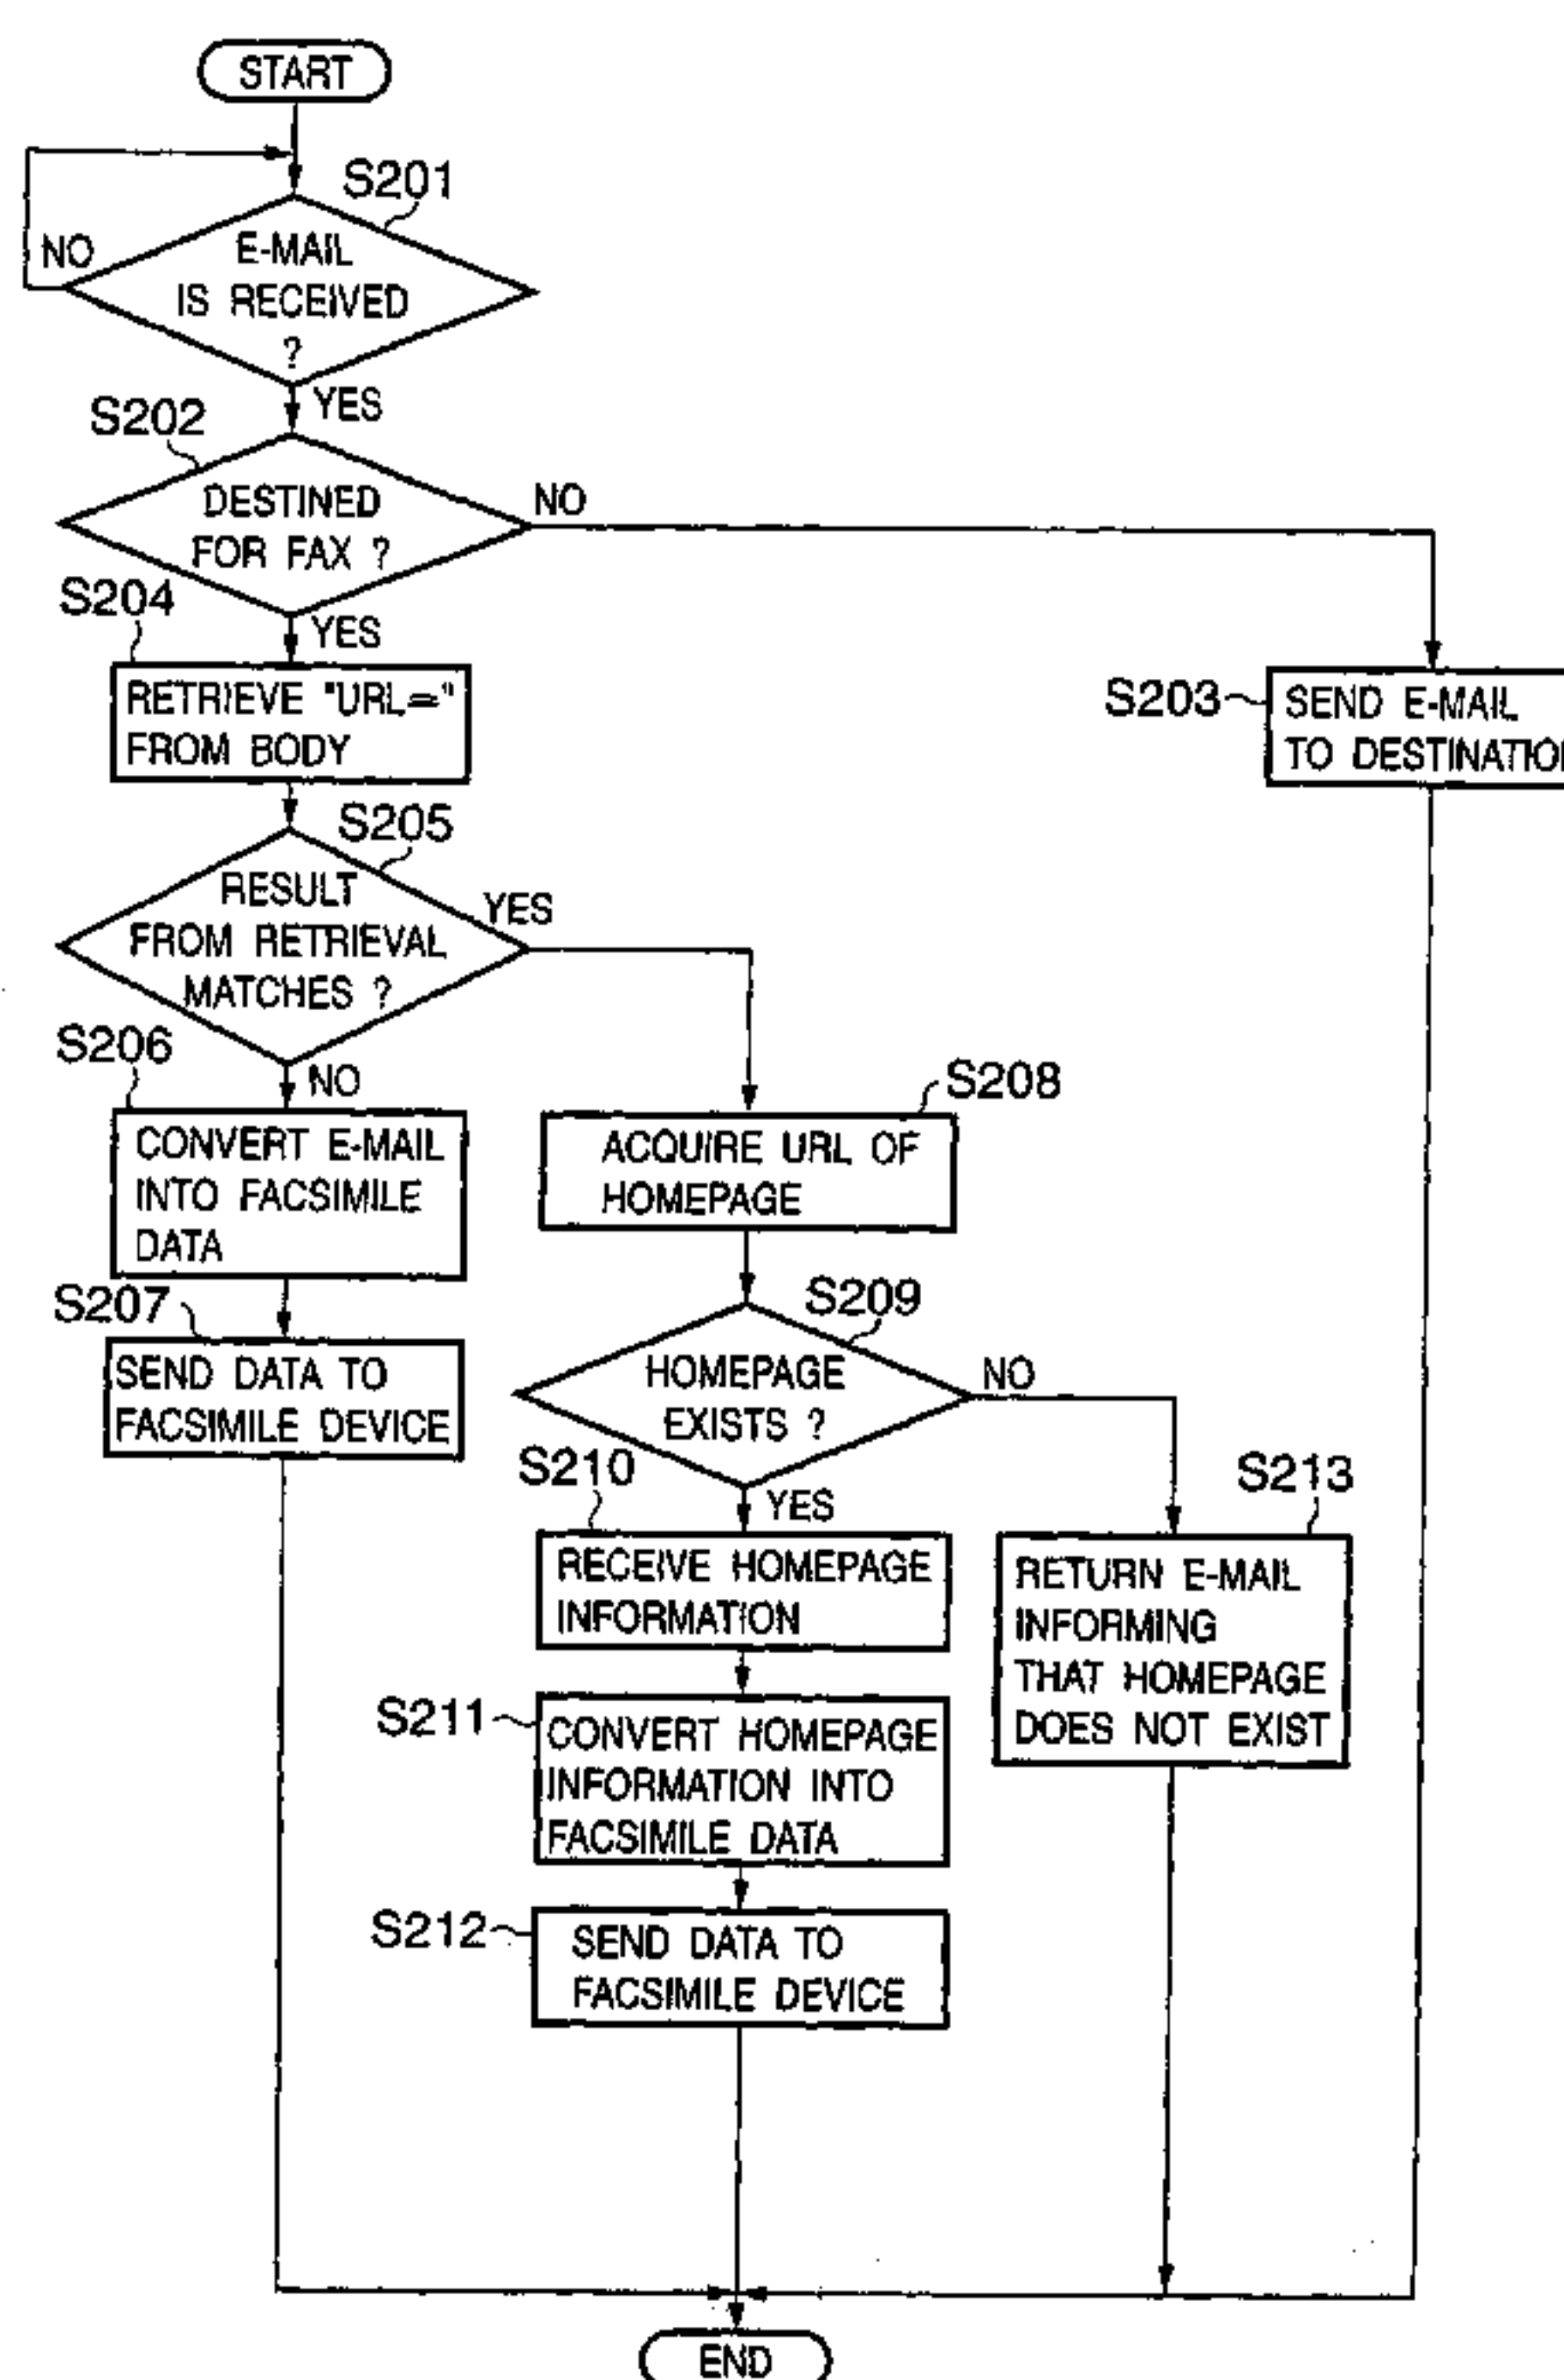 START
S201
NO
E-MAIL
IS RECEIVED
?
YES
S202
DESTINED
FOR FAX ?
NO
YES
S204
RETRIEVE "URL="
FROM BODY
S203
SEND E-MAIL
TO DESTINATIO
S205
RESULT
FROM RETRIEVAL
MATCHES ?
YES
NO
S206
CONVERT E-MAIL
INTO FACSIMILE
DATA
S207
SEND DATA TO
FACSIMILE DEVICE
S208
ACQUIRE URL OF
HOMEPAGE
S209
HOMEPAGE
EXISTS ?
NO
YES
S210
RECEIVE HOMEPAGE
INFORMATION
S211
CONVERT HOMEPAGE
INFORMATION INTO
FACSIMILE DATA
S212
SEND DATA TO
FACSIMILE DEVICE
S213
RETURN E-MAIL
INFORMING
THAT HOMEPAGE
DOES NOT EXIST
END